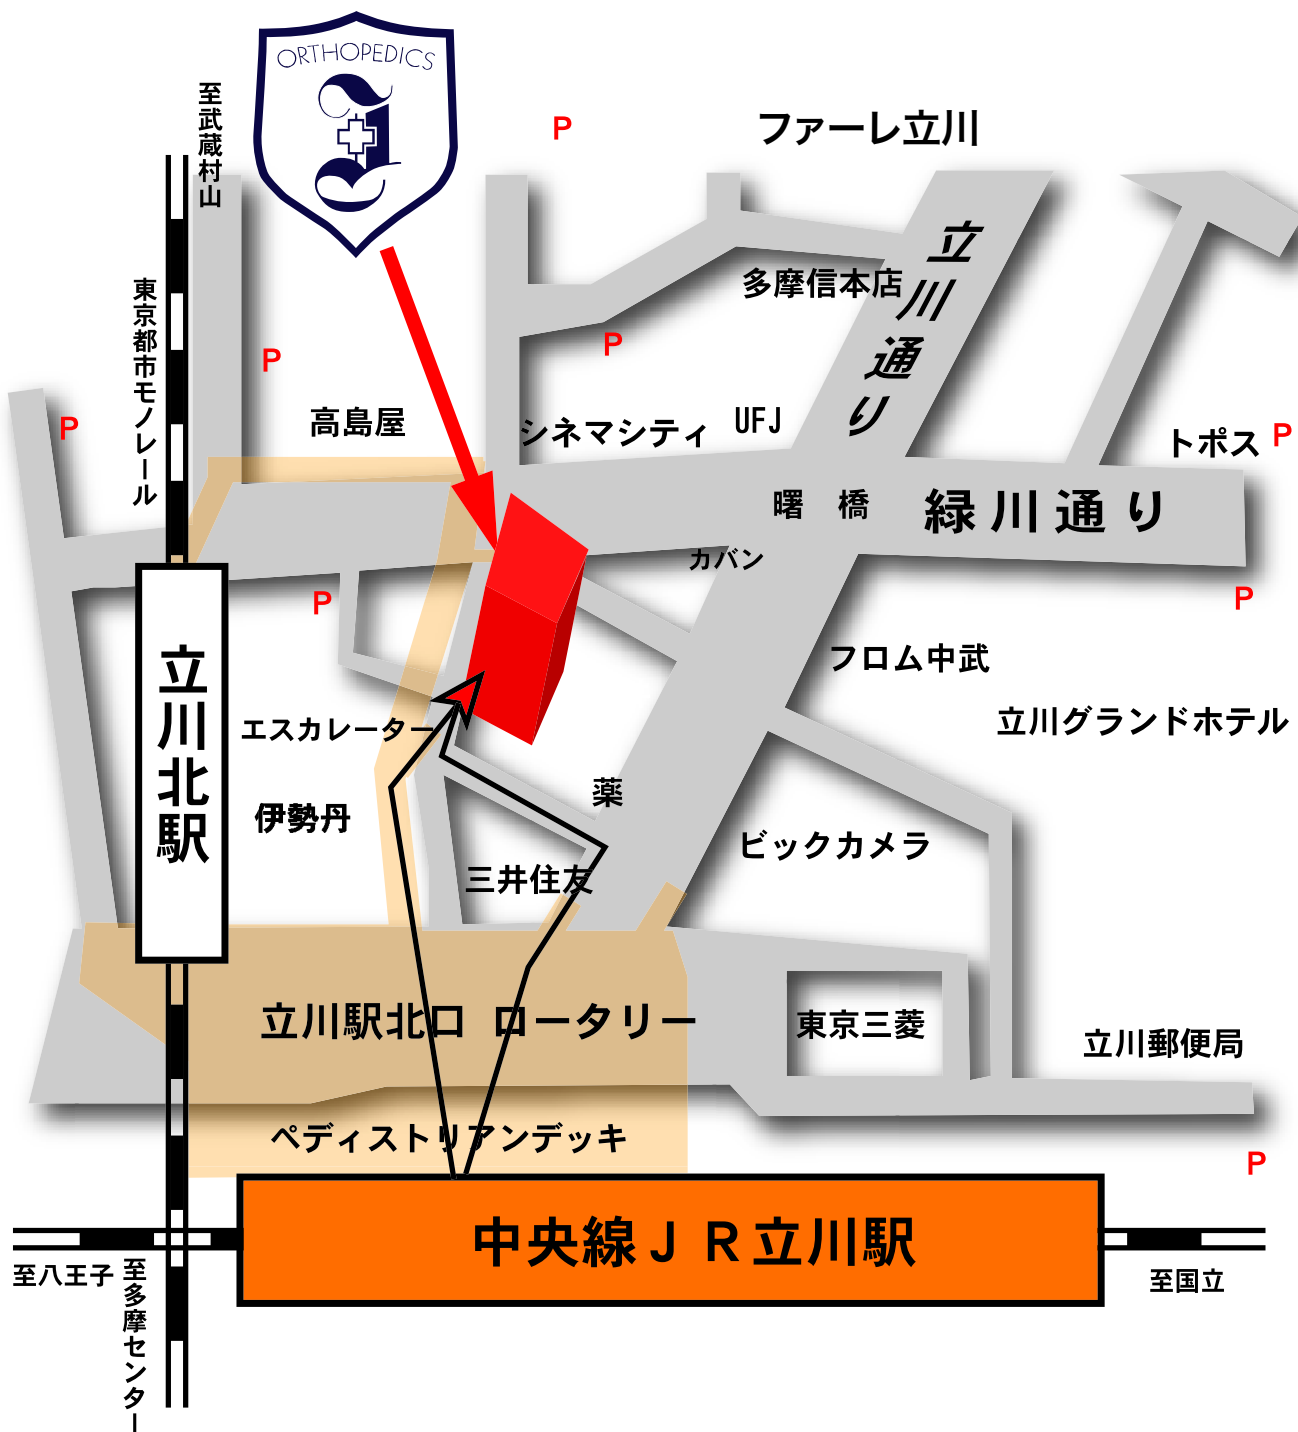 ORTHOPEDICS
至武蔵村山
P
ファーレ立川
立川通り
多摩信本店
東京都市モノレール
P
P
P
高島屋
シネマシティ
UFJ
トポス
P
曙 橋
緑川通り
カバン
P
P
フロム中武
立川北駅
立川グランドホテル
エスカレーター
薬
伊勢丹
ビックカメラ
三井住友
立川駅北口 ロータリー
東京三菱
立川郵便局
ペディストリアンデッキ
P
中央線ＪＲ立川駅
至八王子
至多摩センター
至国立